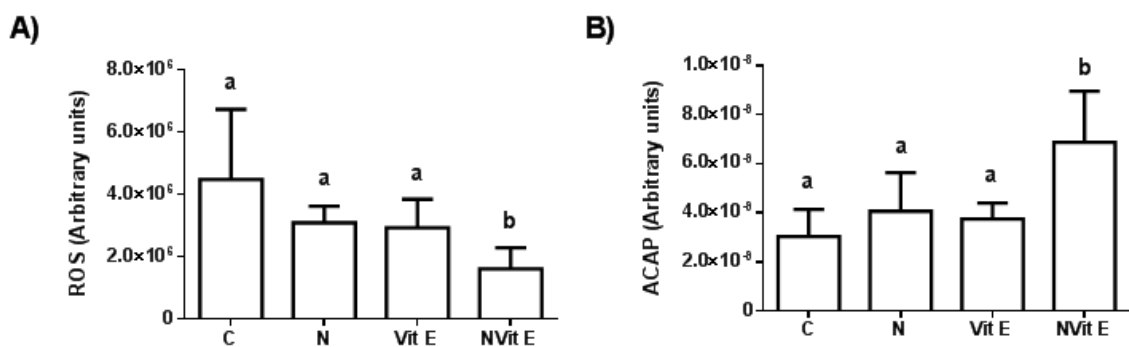 A)
ROS (Arbitrary units)
8.0×10⁶
6.0×10⁶
4.0×10⁶
2.0×10⁶
0
a
a
a
b
C N Vit E NVit E
B)
ACAP (Arbitrary units)
1.0×10⁻⁸
8.0×10⁻⁸
6.0×10⁻⁸
4.0×10⁻⁸
2.0×10⁻⁸
0
a
a
a
b
C N Vit E NVit E